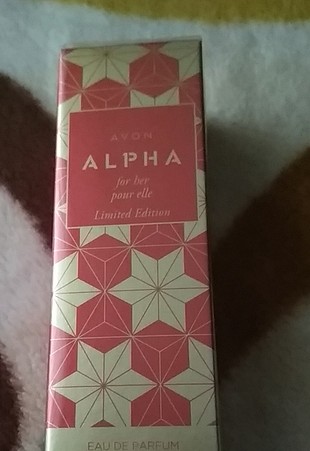 AVON
ALPHA
for her
pour elle
Limited Edition
EAU DE PARFUM